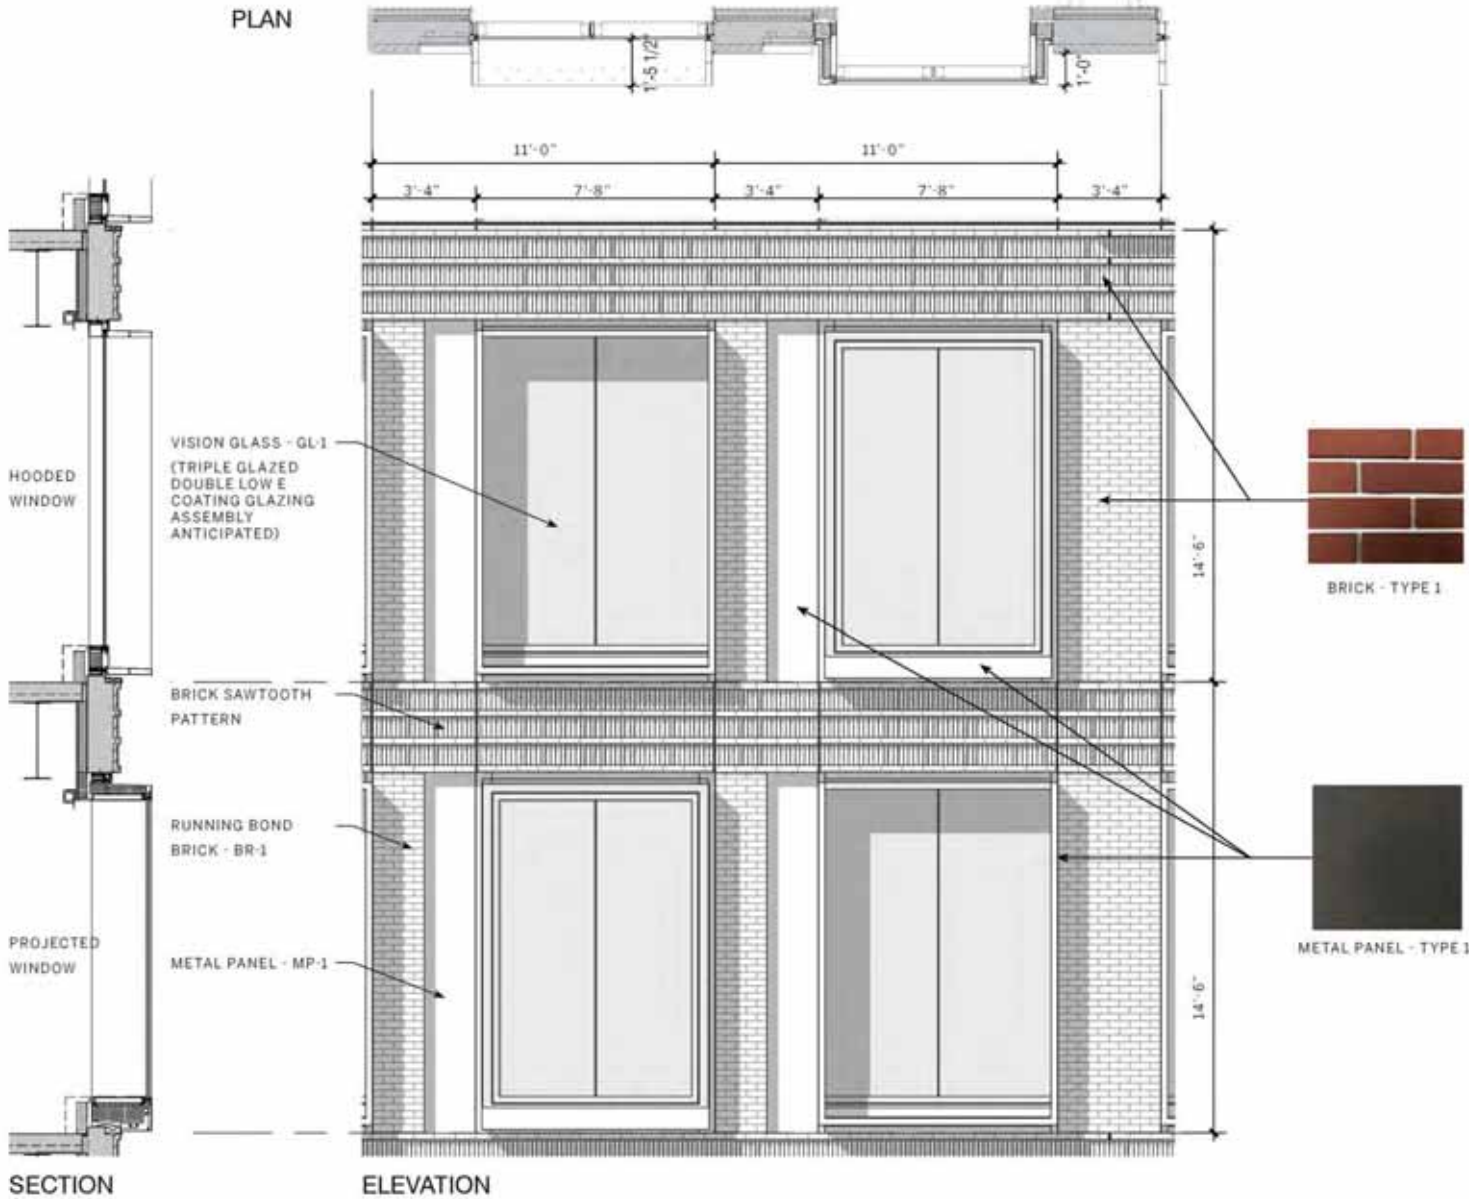 PLAN
1'-5 1/2"
1'-0"
11'-0"
11'-0"
3'-4"
7'-8"
3'-4"
7'-8"
3'-4"
VISION GLASS - GL-1
(TRIPLE GLAZED
DOUBLE LOW E
COATING GLAZING
ASSEMBLY
ANTICIPATED)
HOODED
WINDOW
14'-6"
BRICK - TYPE 1
BRICK SAWTOOTH
PATTERN
RUNNING BOND
BRICK - BR-1
PROJECTED
WINDOW
METAL PANEL - MP-1
METAL PANEL - TYPE 1
14'-6"
SECTION
ELEVATION